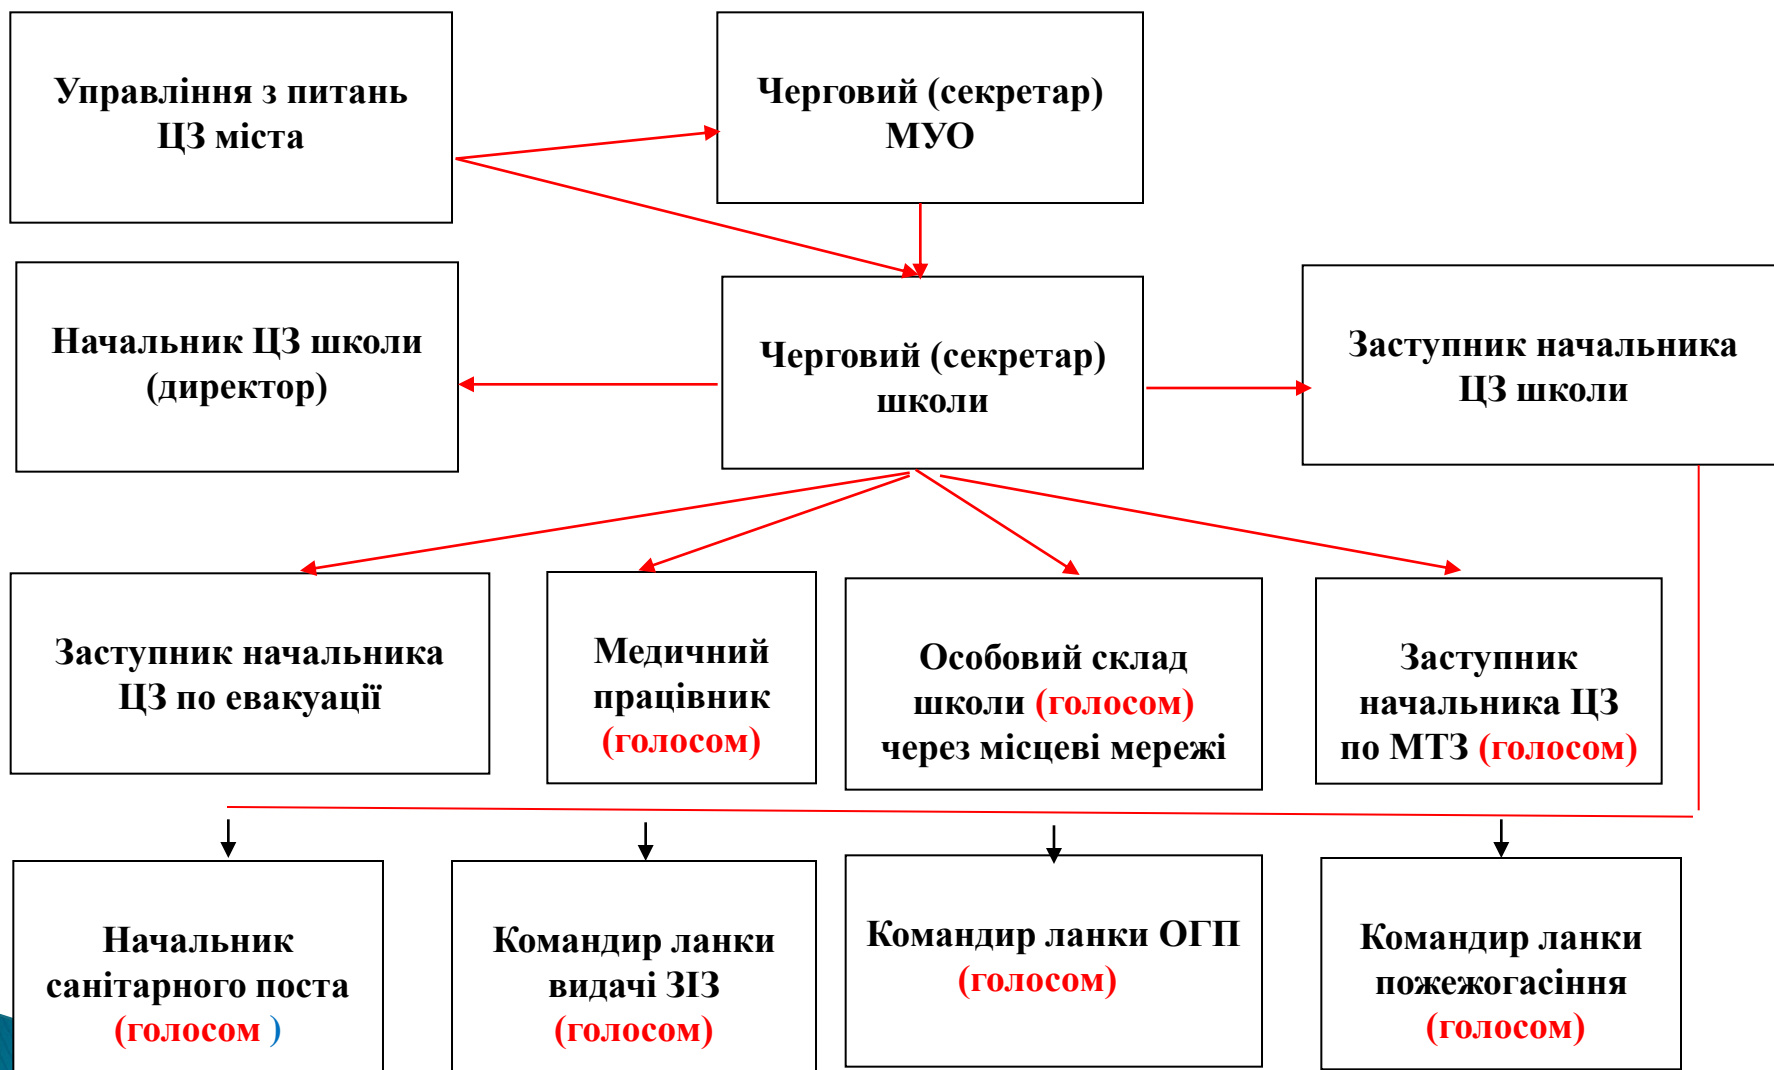 Управління з питань
ЦЗ міста
Черговий (секретар)
МУО
Начальник ЦЗ школи
(директор)
Черговий (секретар)
школи
Заступник начальника
ЦЗ школи
Заступник начальника
ЦЗ по евакуації
Медичний
працівник
(голосом)
Особовий склад
школи (голосом)
через місцеві мережі
Заступник
начальника ЦЗ
по МТЗ (голосом)
Начальник
санітарного поста
(голосом )
Командир ланки
видачі ЗІЗ
(голосом)
Командир ланки ОГП
(голосом)
Командир ланки
пожежогасіння
(голосом)